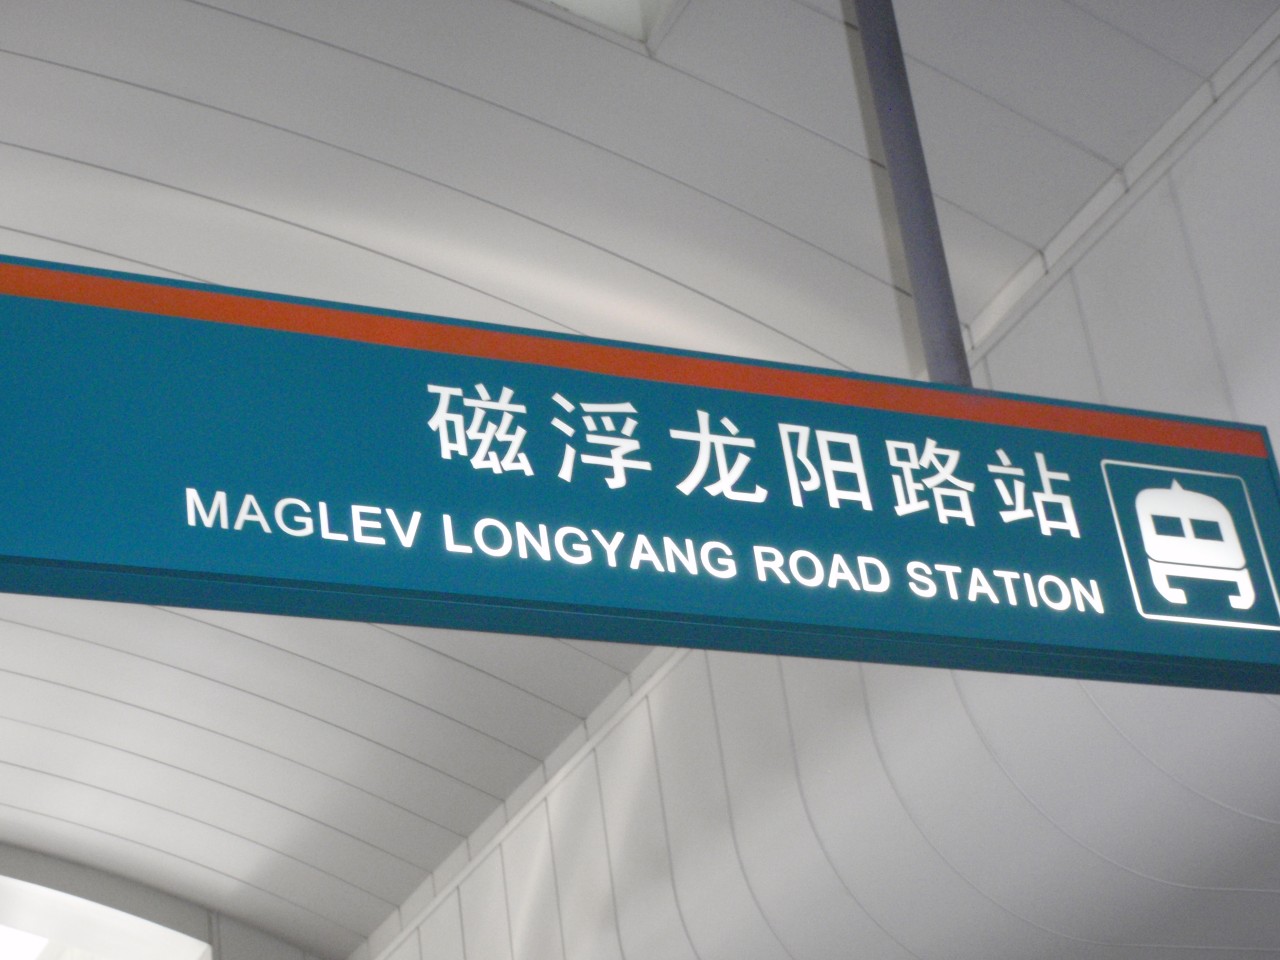 磁浮龙阳路站
MAGLEV LONGYANG ROAD STATION